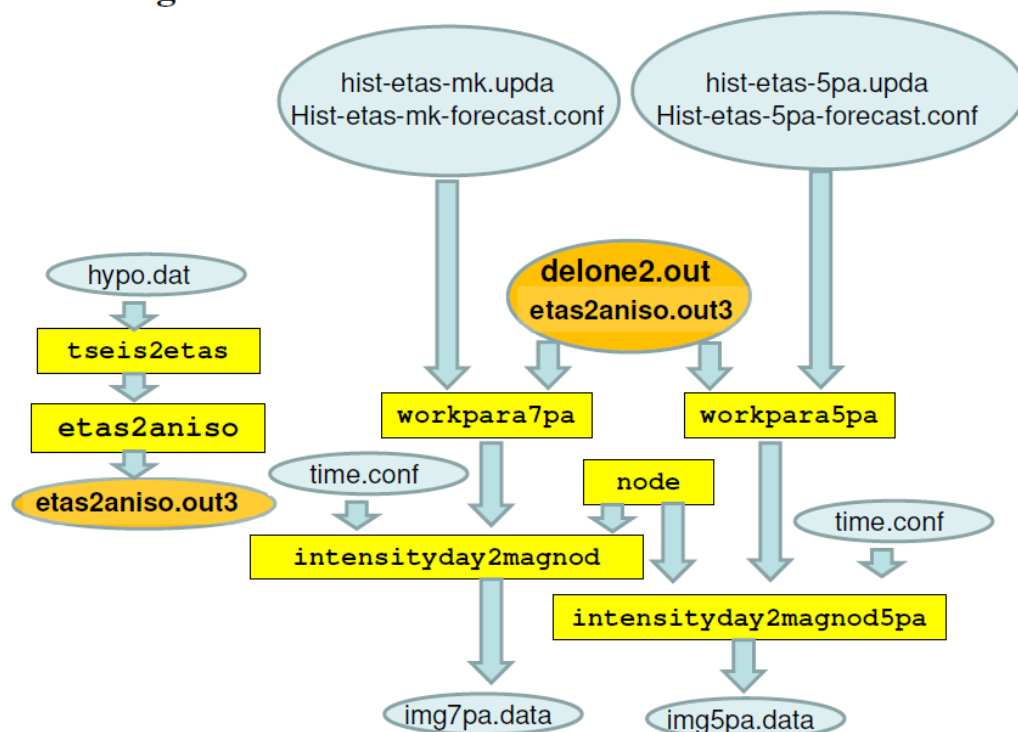 hist-etas-mk.upda
Hist-etas-mk-forecast.conf
hist-etas-5pa.upda
Hist-etas-5pa-forecast.conf
hypo.dat
delone2.out
etas2aniso.out3
tseis2etas
etas2aniso
workpara7pa
workpara5pa
etas2aniso.out3
time.conf
node
time.conf
intensityday2magnod
intensityday2magnod5pa
img7pa.data
img5pa.data